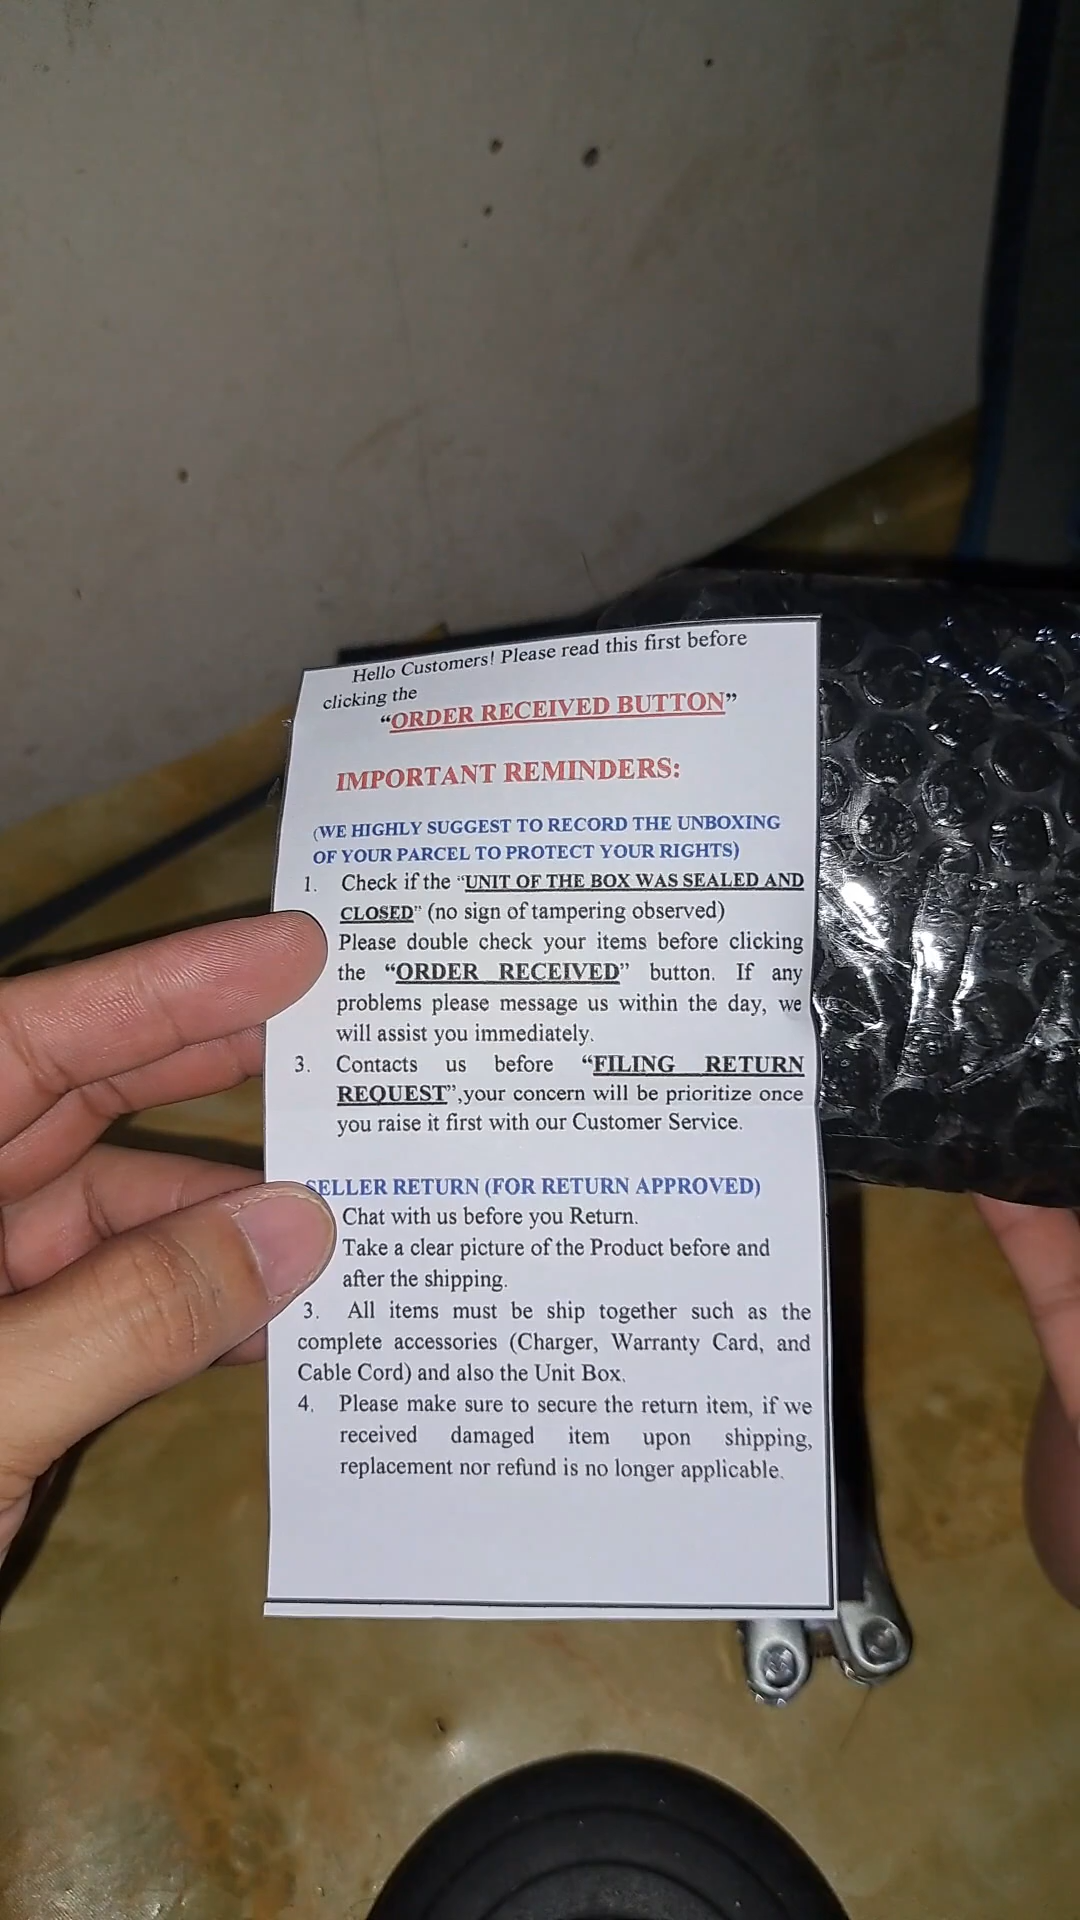 Hello Customers! Please read this first before
clicking the
“ORDER RECEIVED BUTTON”
IMPORTANT REMINDERS:
(WE HIGHLY SUGGEST TO RECORD THE UNBOXING
OF YOUR PARCEL TO PROTECT YOUR RIGHTS)
1. Check if the “UNIT OF THE BOX WAS SEALED AND
CLOSED” (no sign of tampering observed)
Please double check your items before clicking
the “ORDER RECEIVED” button. If any
problems please message us within the day, we
will assist you immediately.
3. Contacts us before “FILING RETURN
REQUEST”,your concern will be prioritize once
you raise it first with our Customer Service.
SELLER RETURN (FOR RETURN APPROVED)
Chat with us before you Return.
Take a clear picture of the Product before and
after the shipping.
3. All items must be ship together such as the
complete accessories (Charger, Warranty Card, and
Cable Cord) and also the Unit Box.
4. Please make sure to secure the return item, if we
received damaged item upon shipping,
replacement nor refund is no longer applicable.